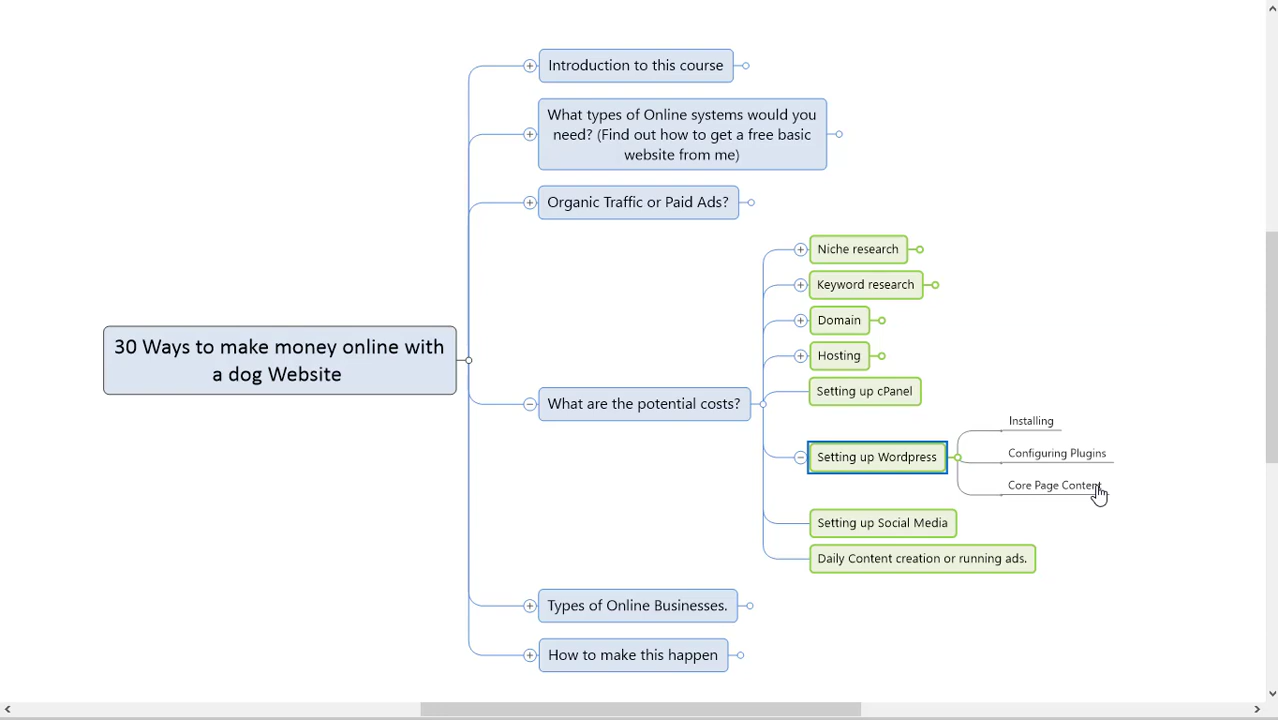 Introduction to this course
What types of Online systems would you
need? (Find out how to get a free basic
website from me)
Organic Traffic or Paid Ads?
Niche research
Keyword research
Domain
30 Ways to make money online with
a dog Website
Hosting
Setting up cPanel
What are the potential costs?
Installing
Configuring Plugins
Setting up Wordpress
Core Page Content
Setting up Social Media
Daily Content creation or running ads.
Types of Online Businesses.
How to make this happen